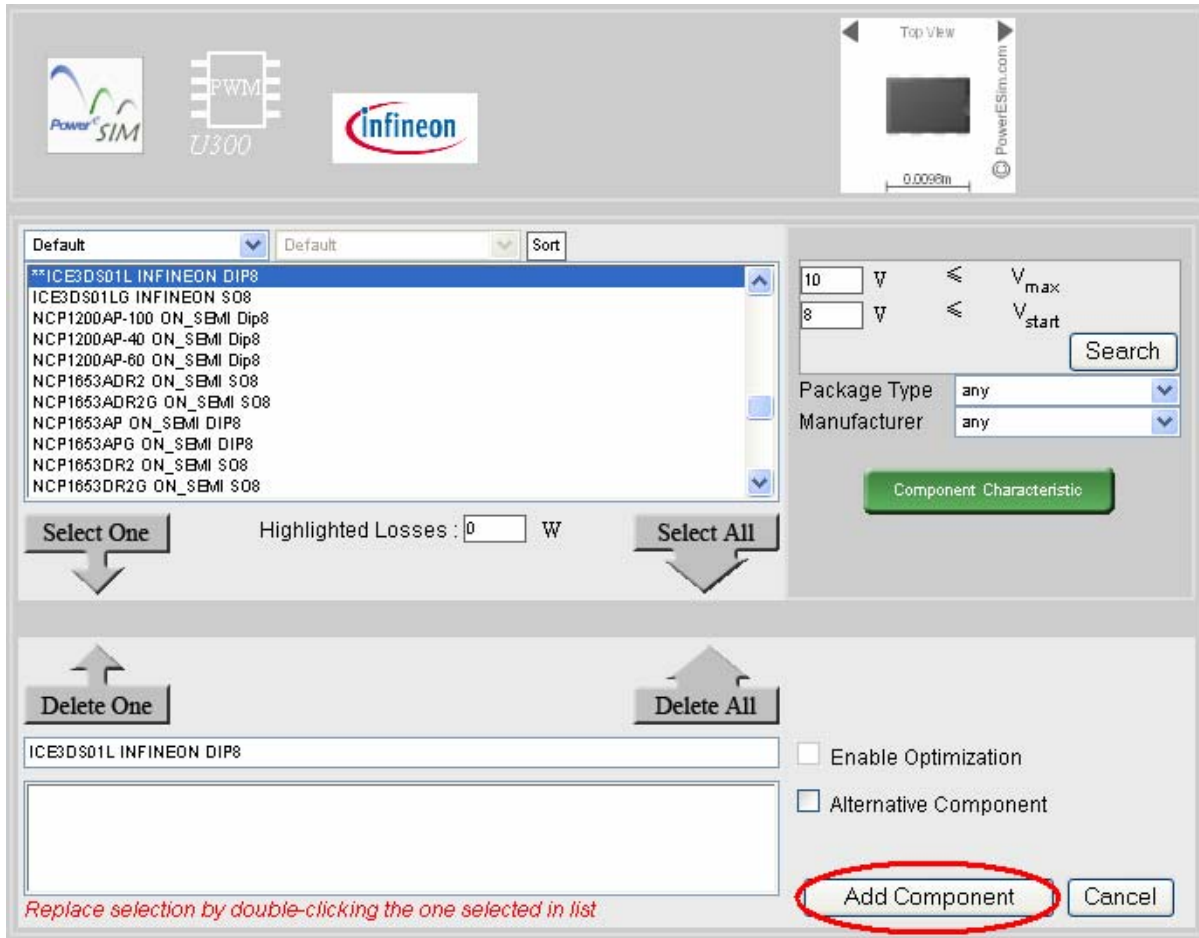 Power e SIM
PWM
U300
infineon
Top View
© PowerESim.com
0.0096m
Default
Default
Sort
**ICE3DS01L INFINEON DIP8
ICE3DS01LG INFINEON SO8
NCP1200AP-100 ON_SEMI Dip8
NCP1200AP-40 ON_SEMI Dip8
NCP1200AP-60 ON_SEMI Dip8
NCP1653ADR2 ON_SEMI SO8
NCP1653ADR2G ON_SEMI SO8
NCP1653AP ON_SEMI DIP8
NCP1653APG ON_SEMI DIP8
NCP1653DR2 ON_SEMI SO8
NCP1653DR2G ON_SEMI SO8
10 V ≤ Vmax
8 V ≤ Vstart
Search
Package Type any
Manufacturer any
Component Characteristic
Select One
Highlighted Losses : 0 W
Select All
Delete One
Delete All
ICE3DS01L INFINEON DIP8
Enable Optimization
Alternative Component
Replace selection by double-clicking the one selected in list
Add Component
Cancel